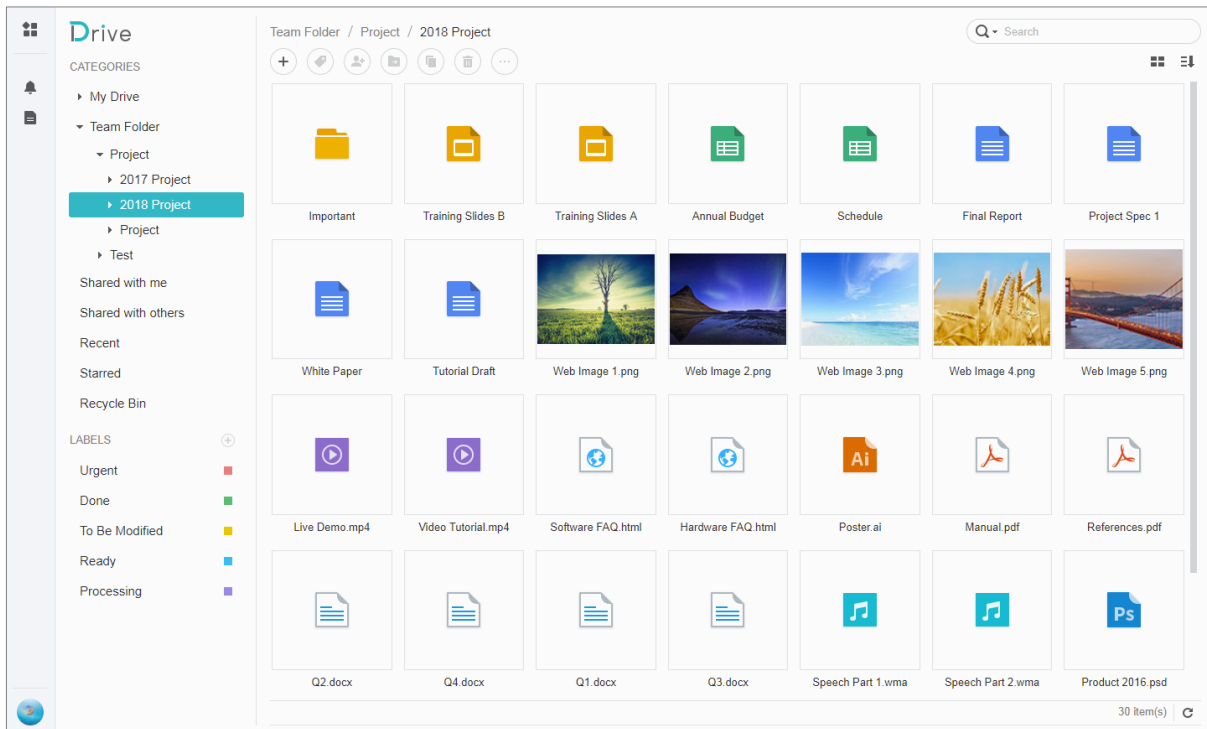 Drive
CATEGORIES
My Drive
Team Folder
Project
2017 Project
2018 Project
Project
Test
Shared with me
Shared with others
Recent
Starred
Recycle Bin
LABELS
Urgent
Done
To Be Modified
Ready
Processing
Team Folder / Project / 2018 Project
Search
Important Training Slides B Training Slides A Annual Budget Schedule Final Report Project Spec 1
White Paper Tutorial Draft Web Image 1.png Web Image 2.png Web Image 3.png Web Image 4.png Web Image 5.png
Ai
Live Demo.mp4 Video Tutorial.mp4 Software FAQ.html Hardware FAQ.html Poster.ai Manual.pdf References.pdf
Ps
Q2.docx Q4.docx Q1.docx Q3.docx Speech Part 1.wma Speech Part 2.wma Product 2016.psd
30 item(s)